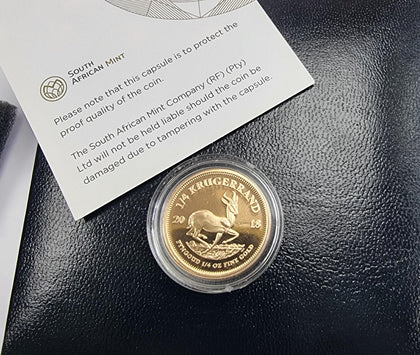 SOUTH
AFRICAN MINT
Please note that this capsule is to protect the
proof quality of the coin.
The South African Mint Company (RF) (Pty)
Ltd will not be held liable should the coin be
damaged due to tampering with the capsule.
1/4 KRUGERRAND
20 18
FYNGOUD 1/4 OZ FINE GOLD